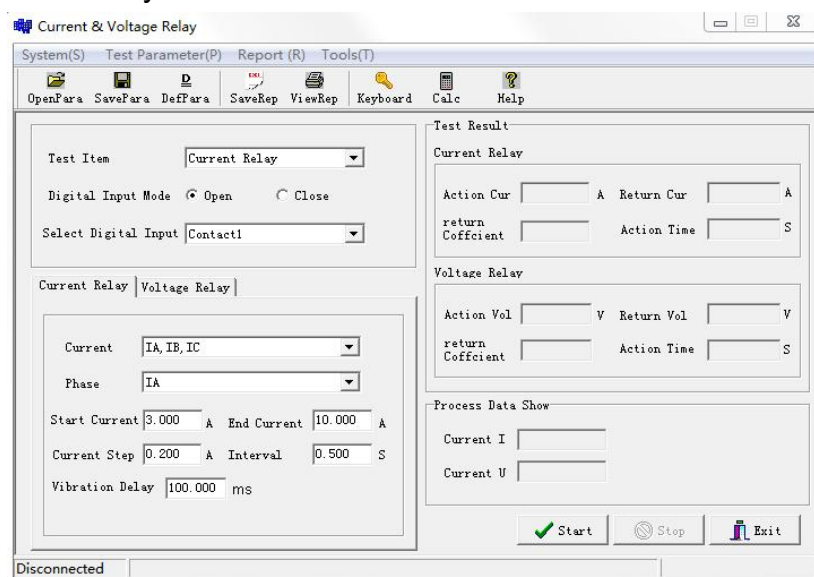 Current & Voltage Relay
System(S) Test Parameter(P) Report (R) Tools(T)
OpenPara SavePara DefPara SaveRep ViewRep Keyboard Calc Help
Test Item Current Relay
Digital Input Mode Open Close
Select Digital Input Contact1
Current Relay Voltage Relay
Current IA, IB, IC
Phase IA
Start Current 3.000 A End Current 10.000 A
Current Step 0.200 A Interval 0.500 S
Vibration Delay 100.000 ms
Test Result
Current Relay
Action Cur A Return Cur A
return
Coffcient Action Time S
Voltage Relay
Action Vol V Return Vol V
return
Coffcient Action Time S
Process Data Show
Current I
Current U
Start Stop Exit
Disconnected